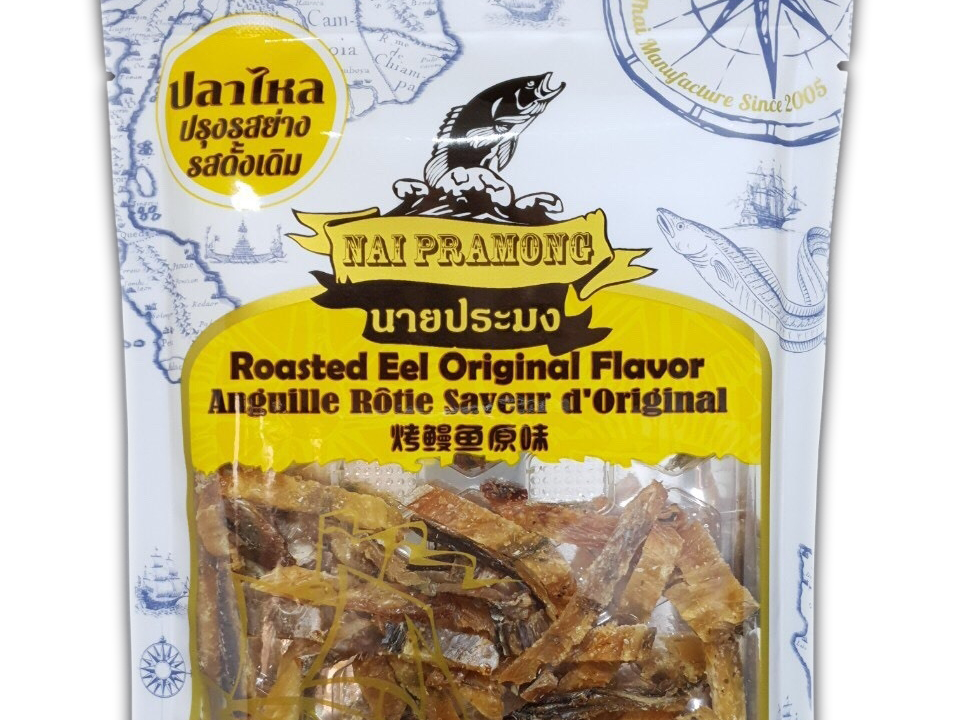 ปลาไหล
ปรุงรสย่าง
รสดั้งเดิม
Thai Manufacture Since 2005
NAI PRAMONG
นายประมง
Roasted Eel Original Flavor
Anguille Rôtie Saveur d'Original
烤鳗鱼原味